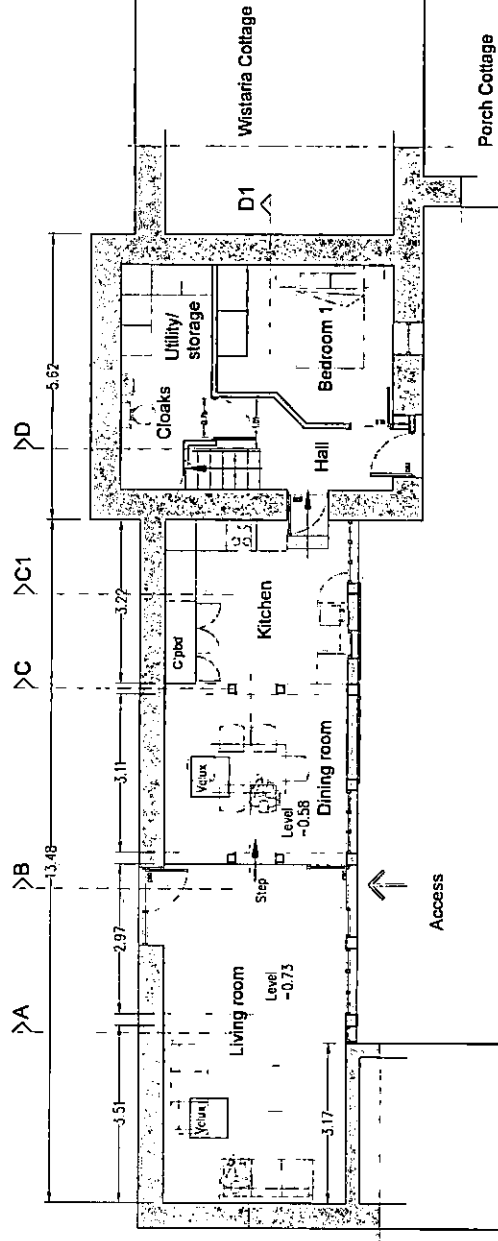 A
B
C
C1
D
13.48
5.62
3.51
2.97
3.11
3.22
Wistaria Cottage
D1
Porch Cottage
Cloaks
Utility/
storage
Bedroom 1
Hall
Kitchen
C'pbd
Velux
Dining room
Level
-0.58
Step
Living room
Level
-0.73
Velux
3.17
Access